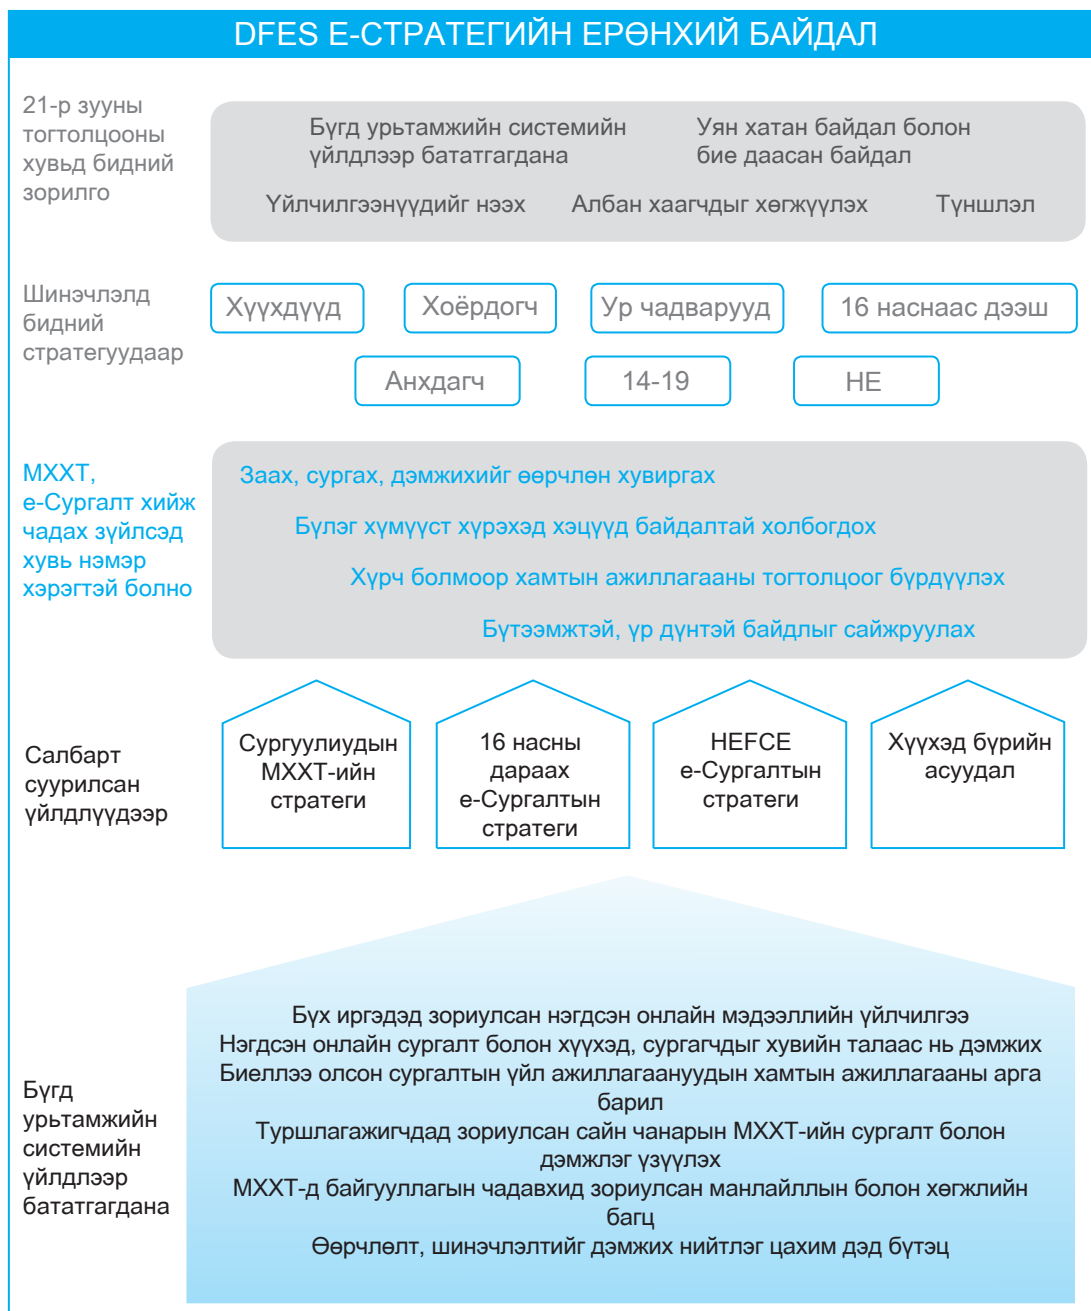 DFES Е-СТРАТЕГИЙН ЕРӨНХИЙ БАЙДАЛ
21-р зууны
тогтолцооны
хувьд бидний
зорилго
Бүгд урьтамжийн системийн
үйлдлээр бататгагдана
Уян хатан байдал болон
бие даасан байдал
Үйлчилгээнүүдийг нээх
Албан хаагчдыг хөгжүүлэх
Түншлэл
Шинэчлэлд
бидний
стратегуудаар
Хүүхдүүд
Хоёрдогч
Ур чадварууд
16 наснаас дээш
Анхдагч
14-19
НЕ
МХХТ,
е-Сургалт хийж
чадах зүйлсэд
хувь нэмэр
хэрэгтэй болно
Заах, сургах, дэмжихийг өөрчлөн хувиргах
Бүлэг хүмүүст хүрэхэд хэцүүд байдалтай холбогдох
Хүрч болмоор хамтын ажиллагааны тогтолцоог бүрдүүлэх
Бүтээмжтэй, үр дүнтэй байдлыг сайжруулах
Салбарт
суурилсан
үйлдлүүдээр
Сургуулиудын
МХХТ-ийн
стратеги
16 насны
дараах
е-Сургалтын
стратеги
HEFCE
е-Сургалтын
стратеги
Хүүхэд бүрийн
асуудал
Бүгд
урьтамжийн
системийн
үйлдлээр
бататгагдана
Бүх иргэдэд зориулсан нэгдсэн онлайн мэдээллийн үйлчилгээ
Нэгдсэн онлайн сургалт болон хүүхэд, сургагчдыг хувийн талаас нь дэмжих
Биеллээ олсон сургалтын үйл ажиллагаануудын хамтын ажиллагааны арга
барил
Туршлагажигчдад зориулсан сайн чанарын МХХТ-ийн сургалт болон
дэмжлэг үзүүлэх
МХХТ-д байгууллагын чадавхид зориулсан манлайллын болон хөгжлийн
багц
Өөрчлөлт, шинэчлэлтийг дэмжих нийтлэг цахим дэд бүтэц